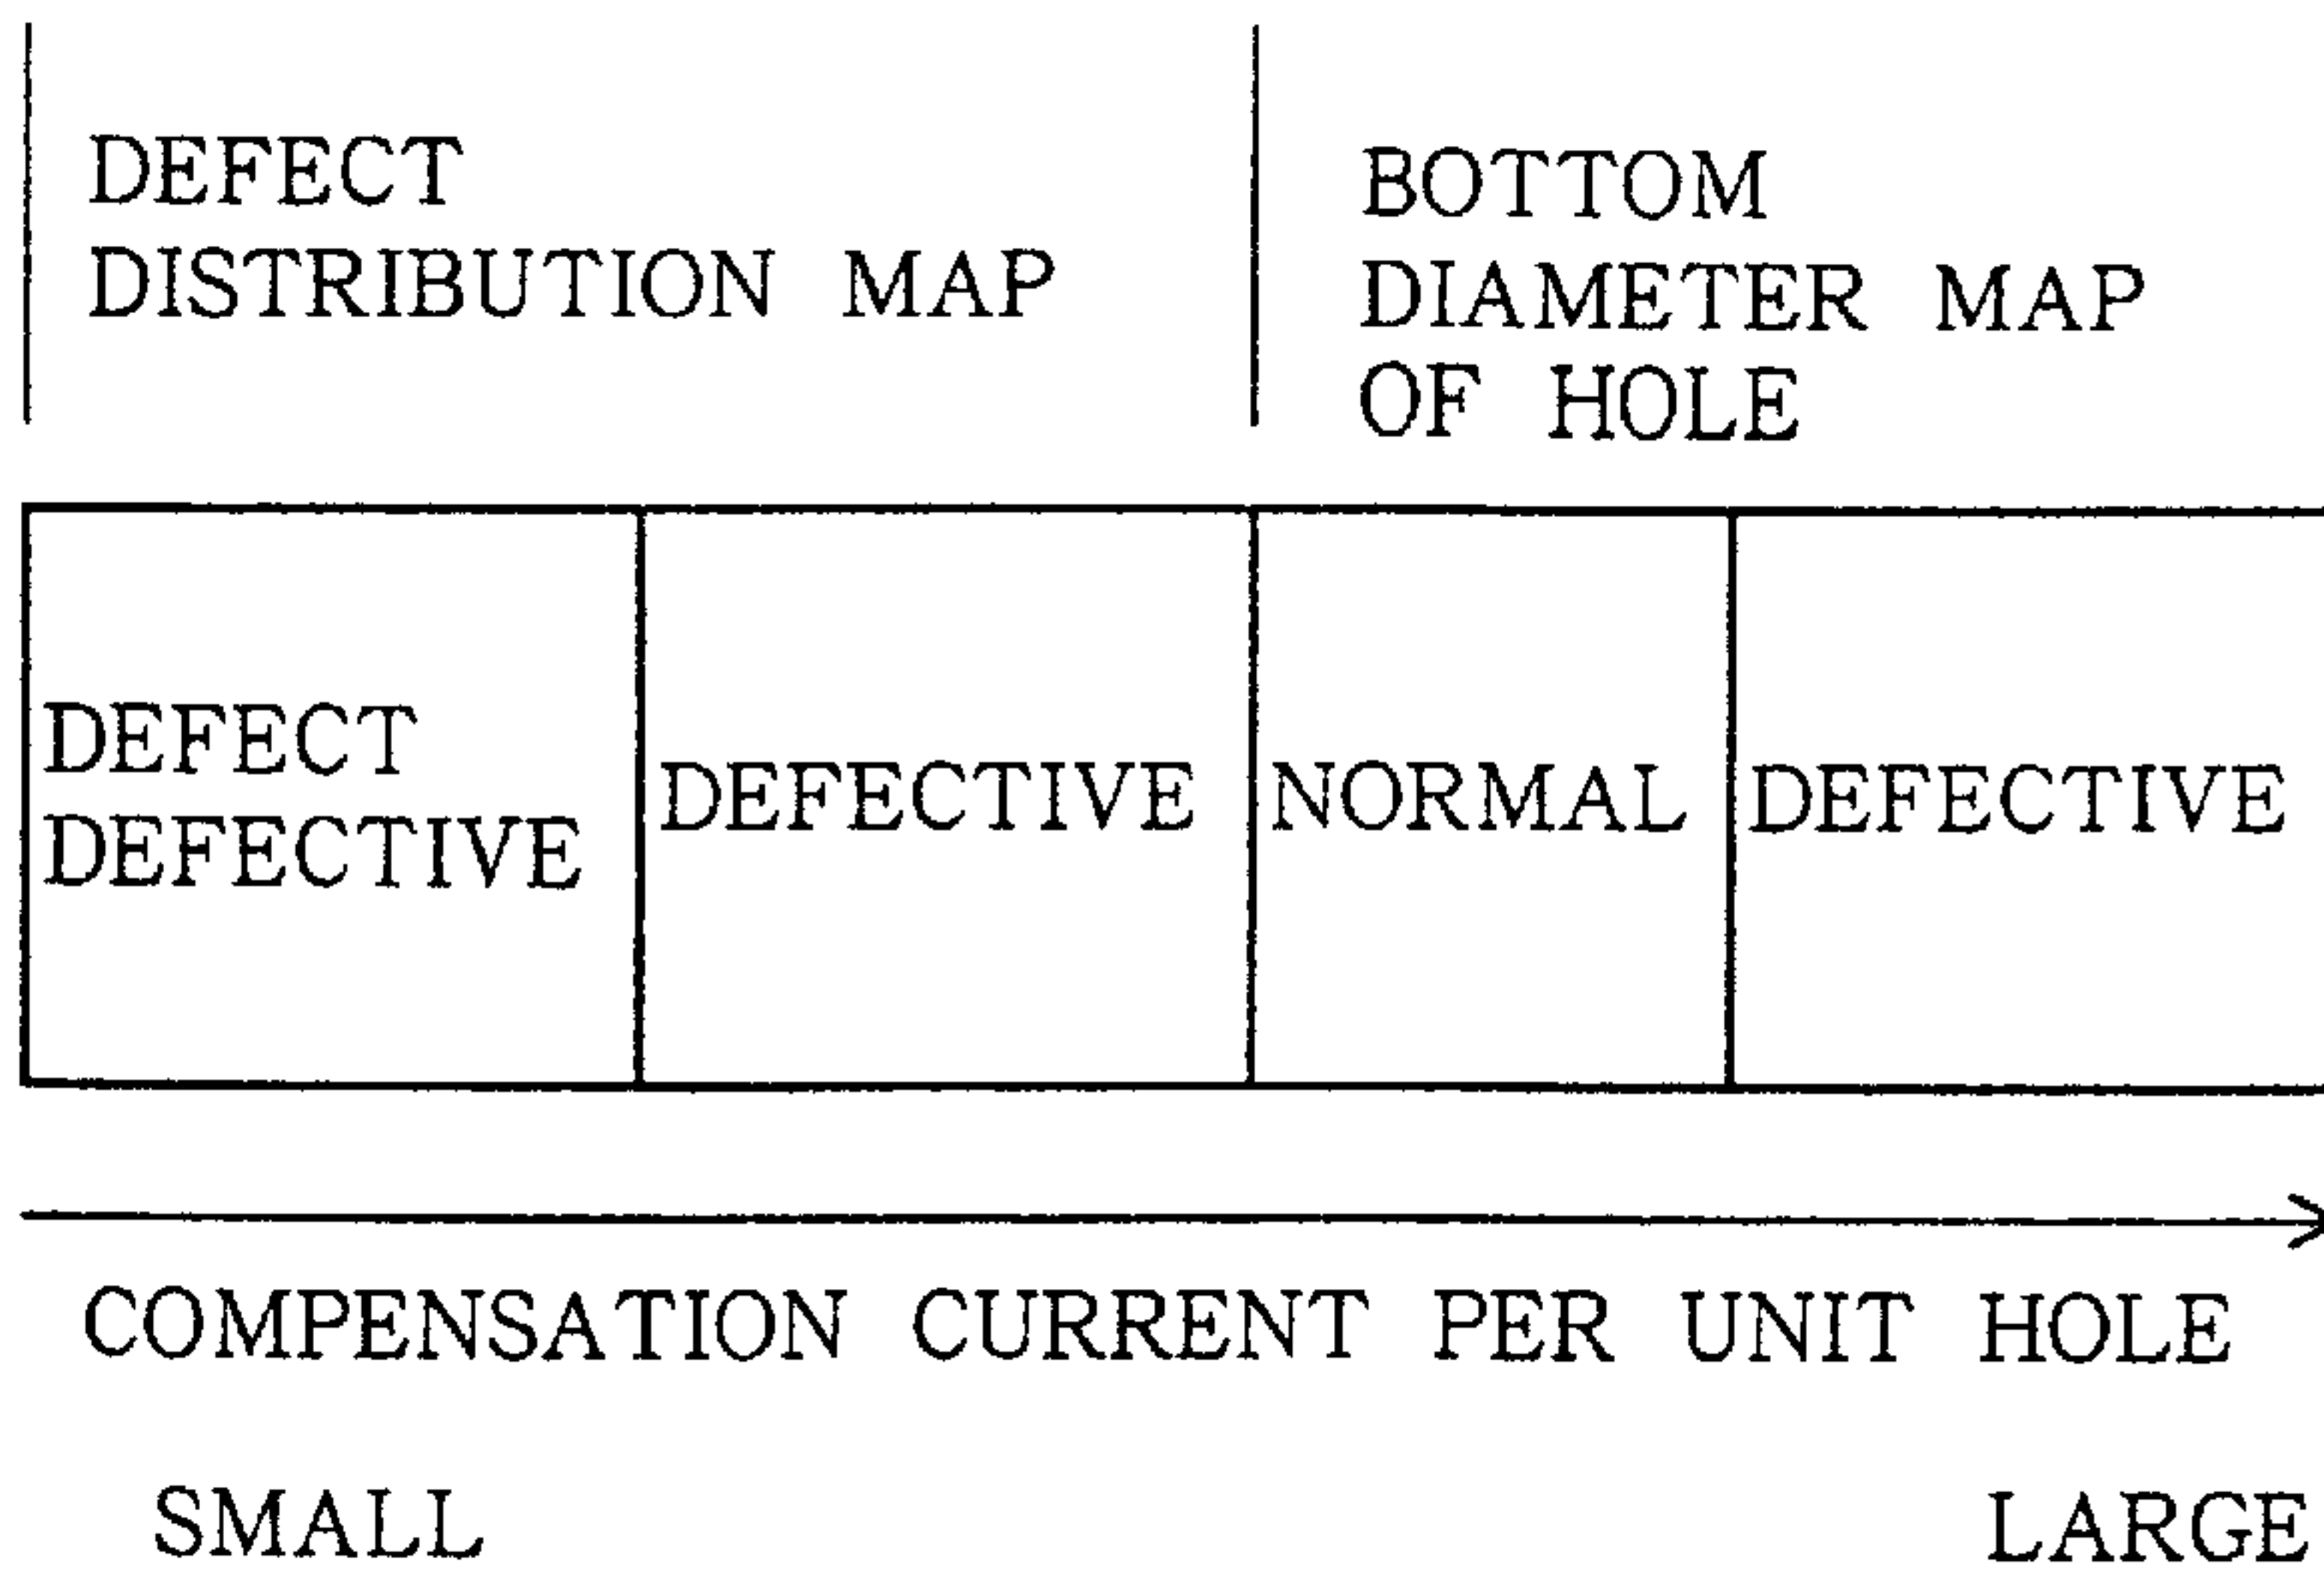 DEFECT
DISTRIBUTION MAP
BOTTOM
DIAMETER MAP
OF HOLE
DEFECT
DEFECTIVE
DEFECTIVE
NORMAL
DEFECTIVE
COMPENSATION CURRENT PER UNIT HOLE
SMALL
LARGE